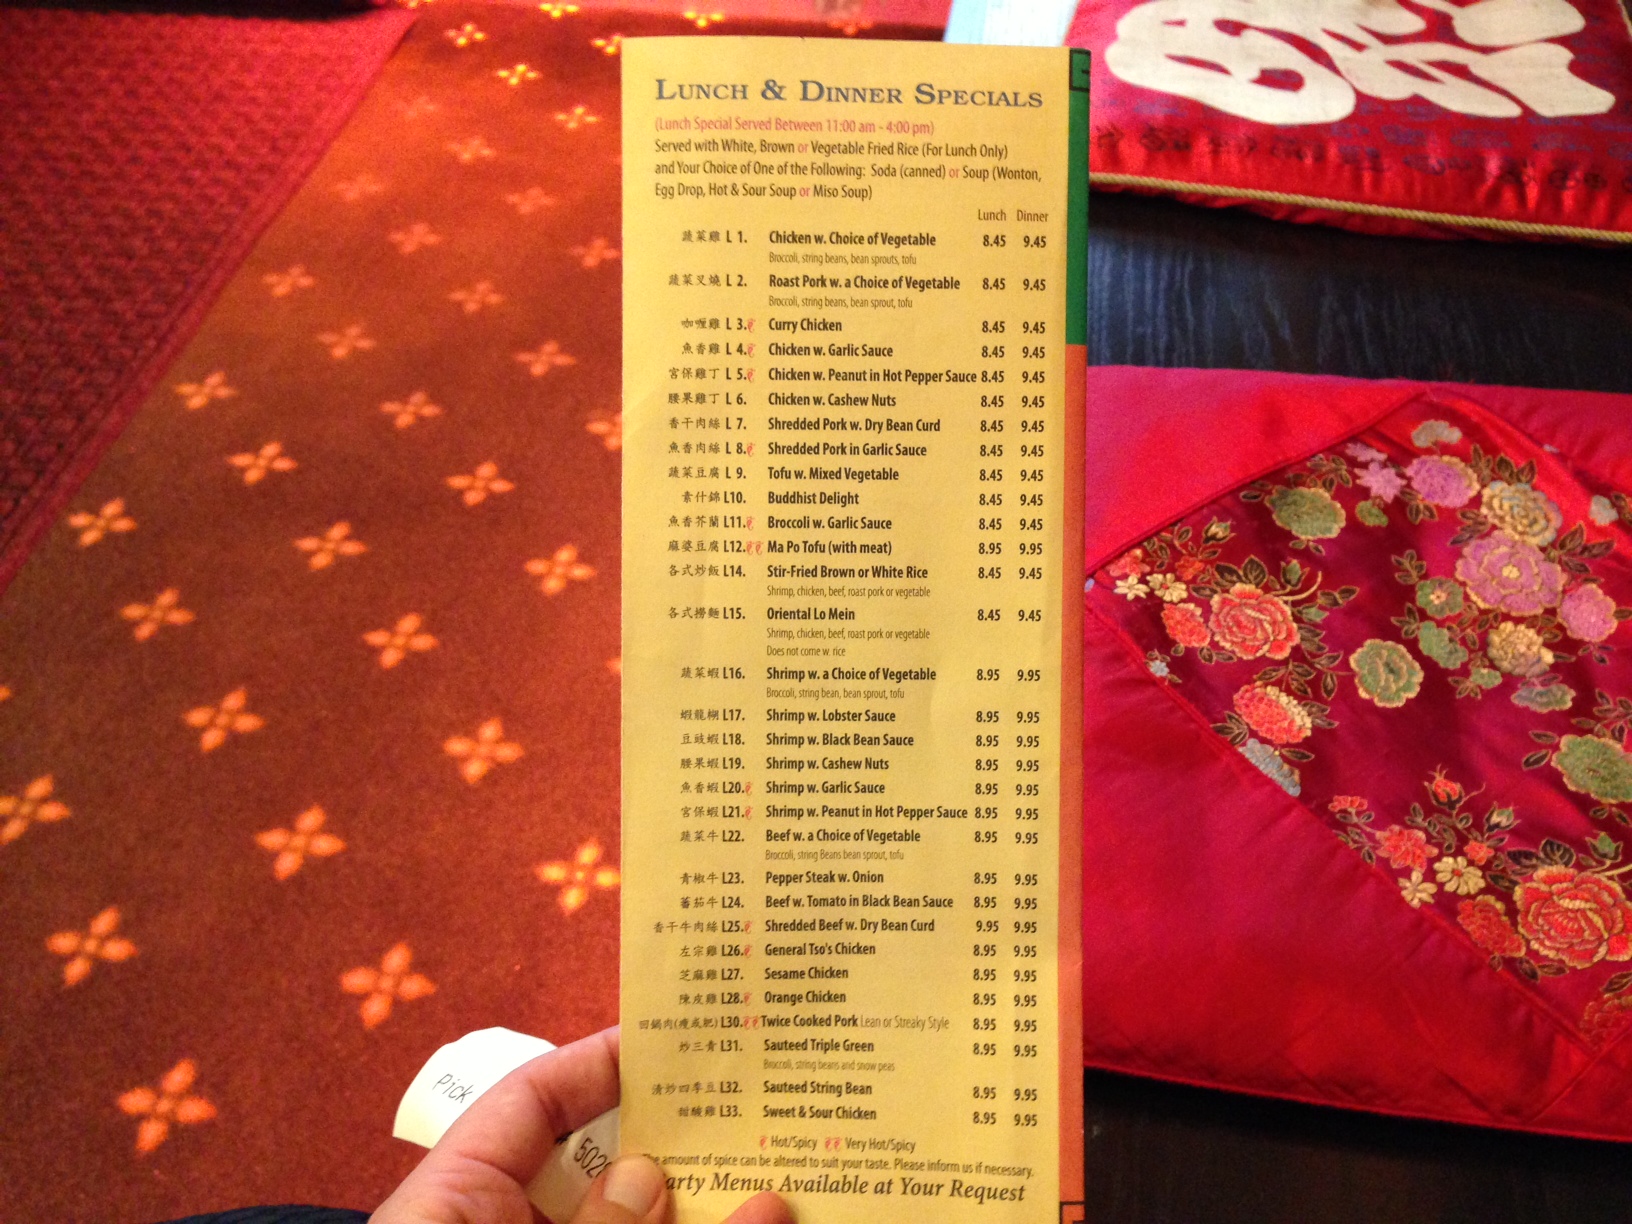 LUNCH & DINNER SPECIALS
(Lunch Special Served Between 11:00 am - 4:00 pm)
Served with White, Brown or Vegetable Fried Rice (For Lunch Only)
and Your Choice of One of the Following: Soda (canned) or Soup (Wonton,
Egg Drop, Hot & Sour Soup or Miso Soup)
Lunch Dinner
蔬菜雞 L 1. Chicken w. Choice of Vegetable 8.45 9.45
Broccoli, string beans, bean sprouts, tofu
蔬菜叉燒 L 2. Roast Pork w. a Choice of Vegetable 8.45 9.45
Broccoli, string beans, bean sprout, tofu
咖喱雞 L 3. Curry Chicken 8.45 9.45
魚香雞 L 4. Chicken w. Garlic Sauce 8.45 9.45
宮保雞丁 L 5. Chicken w. Peanut in Hot Pepper Sauce 8.45 9.45
腰果雞丁 L 6. Chicken w. Cashew Nuts 8.45 9.45
香干肉絲 L 7. Shredded Pork w. Dry Bean Curd 8.45 9.45
魚香肉絲 L 8. Shredded Pork in Garlic Sauce 8.45 9.45
蔬菜豆腐 L 9. Tofu w. Mixed Vegetable 8.45 9.45
素什錦 L10. Buddhist Delight 8.45 9.45
魚香芥蘭 L11. Broccoli w. Garlic Sauce 8.45 9.45
麻婆豆腐 L12. Ma Po Tofu (with meat) 8.95 9.95
各式炒飯 L14. Stir-Fried Brown or White Rice 8.45 9.45
Shrimp, chicken, beef, roast pork or vegetable
各式撈麵 L15. Oriental Lo Mein 8.45 9.45
Shrimp, chicken, beef, roast pork or vegetable
Does not come w. rice
蔬菜蝦 L16. Shrimp w. a Choice of Vegetable 8.95 9.95
Broccoli, string bean, bean sprout, tofu
蝦龍糊 L17. Shrimp w. Lobster Sauce 8.95 9.95
豆豉蝦 L18. Shrimp w. Black Bean Sauce 8.95 9.95
腰果蝦 L19. Shrimp w. Cashew Nuts 8.95 9.95
魚香蝦 L20. Shrimp w. Garlic Sauce 8.95 9.95
宮保蝦 L21. Shrimp w. Peanut in Hot Pepper Sauce 8.95 9.95
蔬菜牛 L22. Beef w. a Choice of Vegetable 8.95 9.95
Broccoli, string Beans bean sprout, tofu
青椒牛 L23. Pepper Steak w. Onion 8.95 9.95
蕃茄牛 L24. Beef w. Tomato in Black Bean Sauce 8.95 9.95
香干牛肉絲 L25. Shredded Beef w. Dry Bean Curd 9.95 9.95
左宗雞 L26. General Tso's Chicken 8.95 9.95
芝麻雞 L27. Sesame Chicken 8.95 9.95
陳皮雞 L28. Orange Chicken 8.95 9.95
回鍋肉(瘦或肥) L30. Twice Cooked Pork Lean or Streaky Style 8.95 9.95
炒三青 L31. Sauteed Triple Green 8.95 9.95
Broccoli, string beans and snow peas
清炒四季豆 L32. Sauteed String Bean 8.95 9.95
甜酸雞 L33. Sweet & Sour Chicken 8.95 9.95
Hot/Spicy Very Hot/Spicy
The amount of spice can be altered to suit your taste. Please inform us if necessary.
arty Menus Available at Your Request
Pick
502